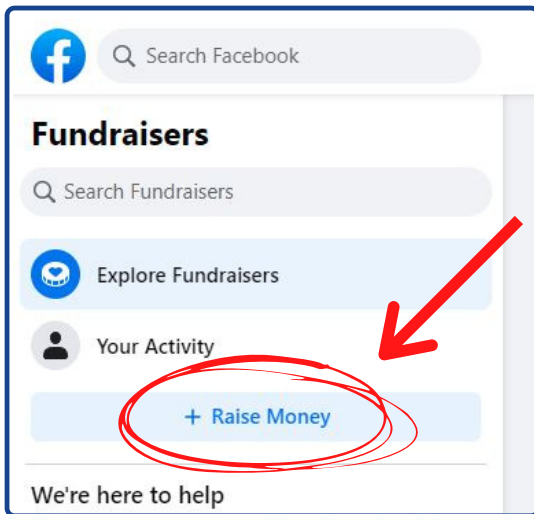 Search Facebook
Fundraisers
Search Fundraisers
Explore Fundraisers
Your Activity
+ Raise Money
We're here to help